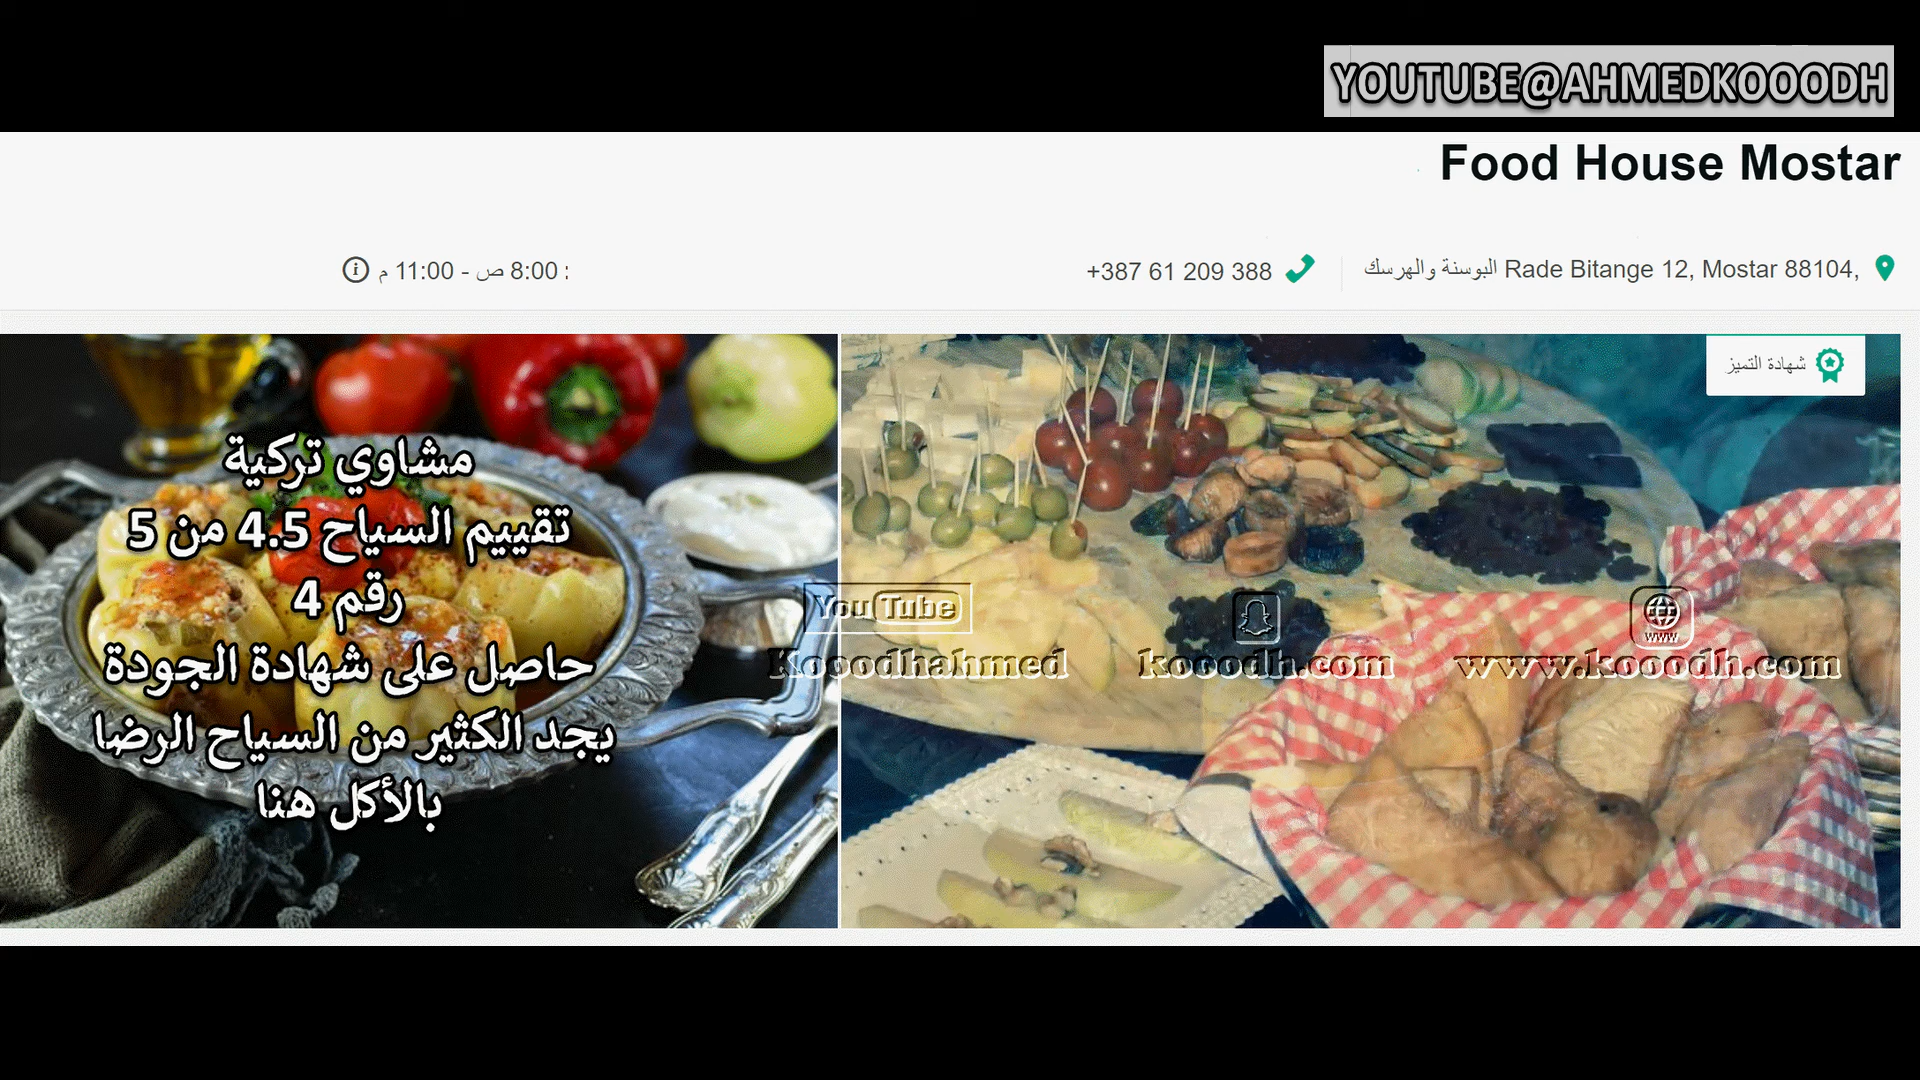 YOUTUBE@AHMEDKOOODH
Food House Mostar
Rade Bitange 12, Mostar 88104, البوسنة والهرسك
+387 61 209 388
: 8:00 ص - 11:00 م
شهادة التميز
مشاوي تركية
تقييم السياح 4.5 من 5
رقم 4
حاصل على شهادة الجودة
يجد الكثير من السياح الرضا
بالأكل هنا
YouTube
www
Kooodhahmed
kooodh.com
www.kooodh.com